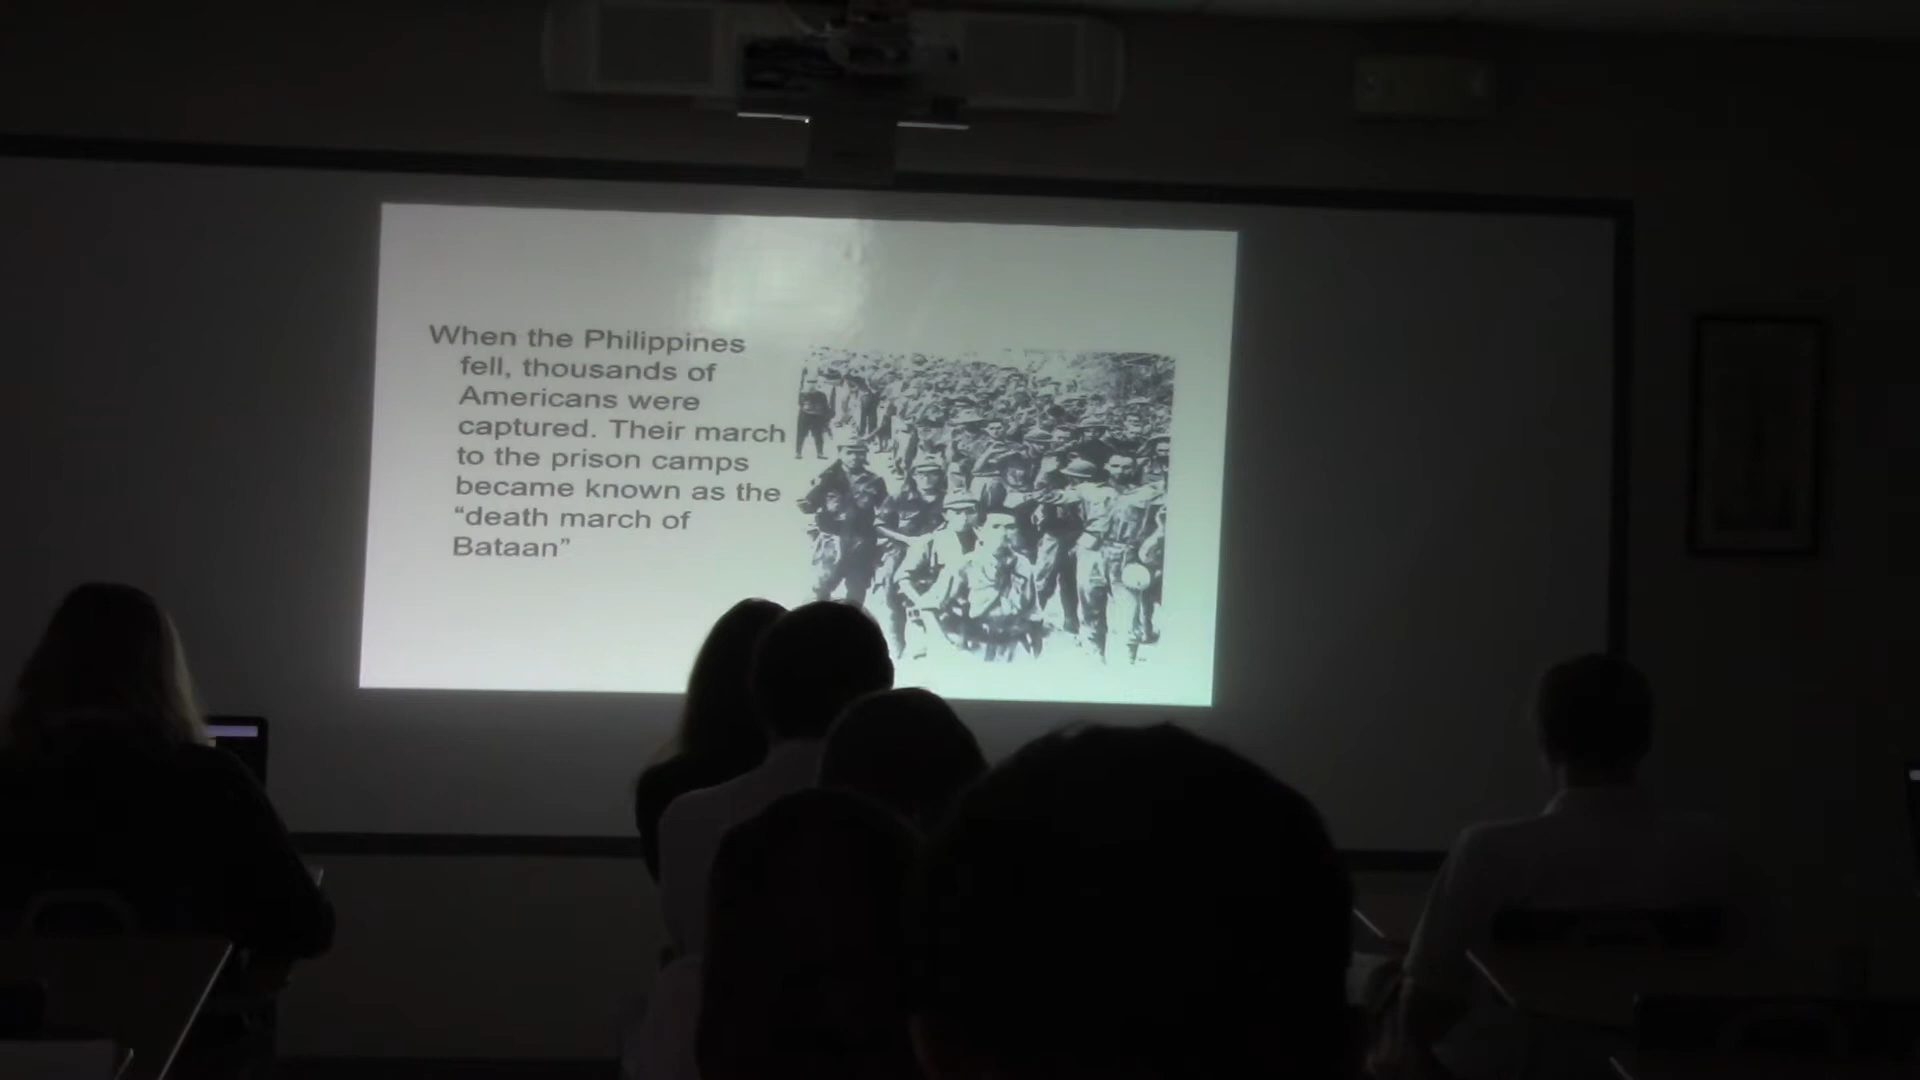 When the Philippines
fell, thousands of
Americans were
captured. Their march
to the prison camps
became known as the
“death march of
Bataan”